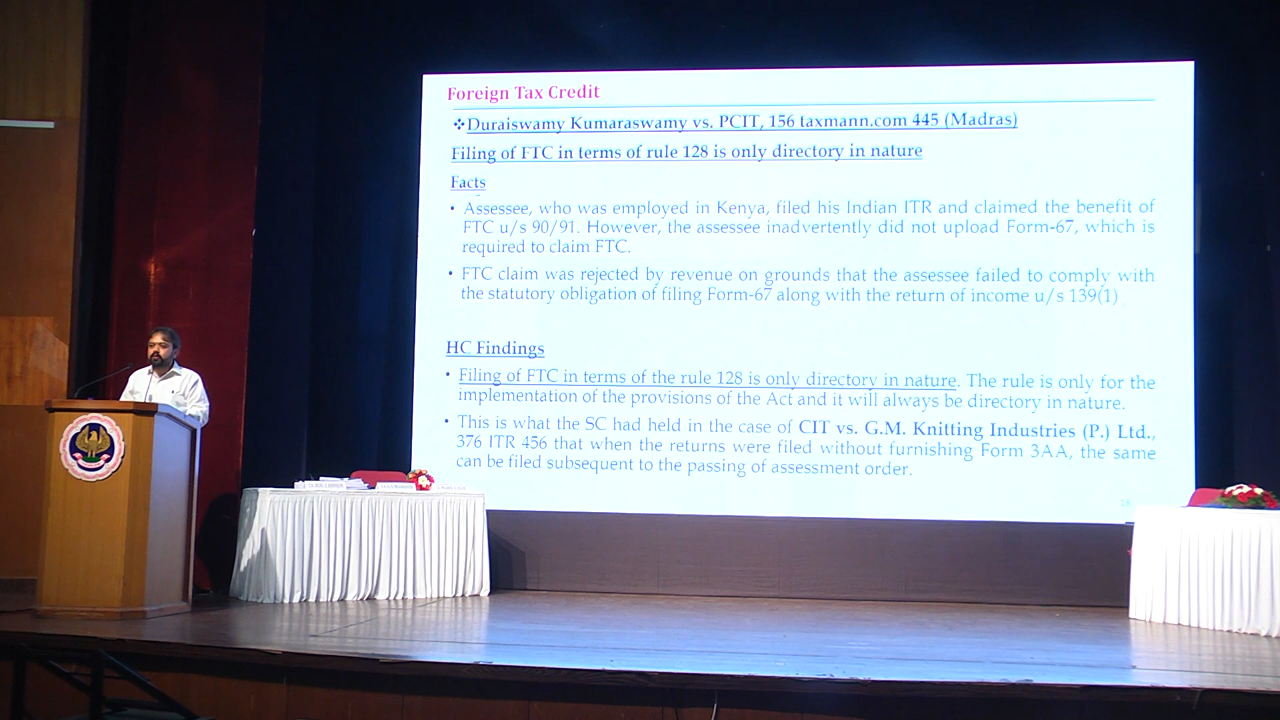 Foreign Tax Credit
❖Duraiswamy Kumaraswamy vs. PCIT, 156 taxmann.com 445 (Madras)
Filing of FTC in terms of rule 128 is only directory in nature
Facts
• Assessee, who was employed in Kenya, filed his Indian ITR and claimed the benefit of
FTC u/s 90/91. However, the assessee inadvertently did not upload Form-67, which is
required to claim FTC.
• FTC claim was rejected by revenue on grounds that the assessee failed to comply with
the statutory obligation of filing Form-67 along with the return of income u/s 139(1)
HC Findings
• Filing of FTC in terms of the rule 128 is only directory in nature. The rule is only for the
implementation of the provisions of the Act and it will always be directory in nature.
• This is what the SC had held in the case of CIT vs. G.M. Knitting Industries (P.) Ltd.,
376 ITR 456 that when the returns were filed without furnishing Form 3AA, the same
can be filed subsequent to the passing of assessment order.